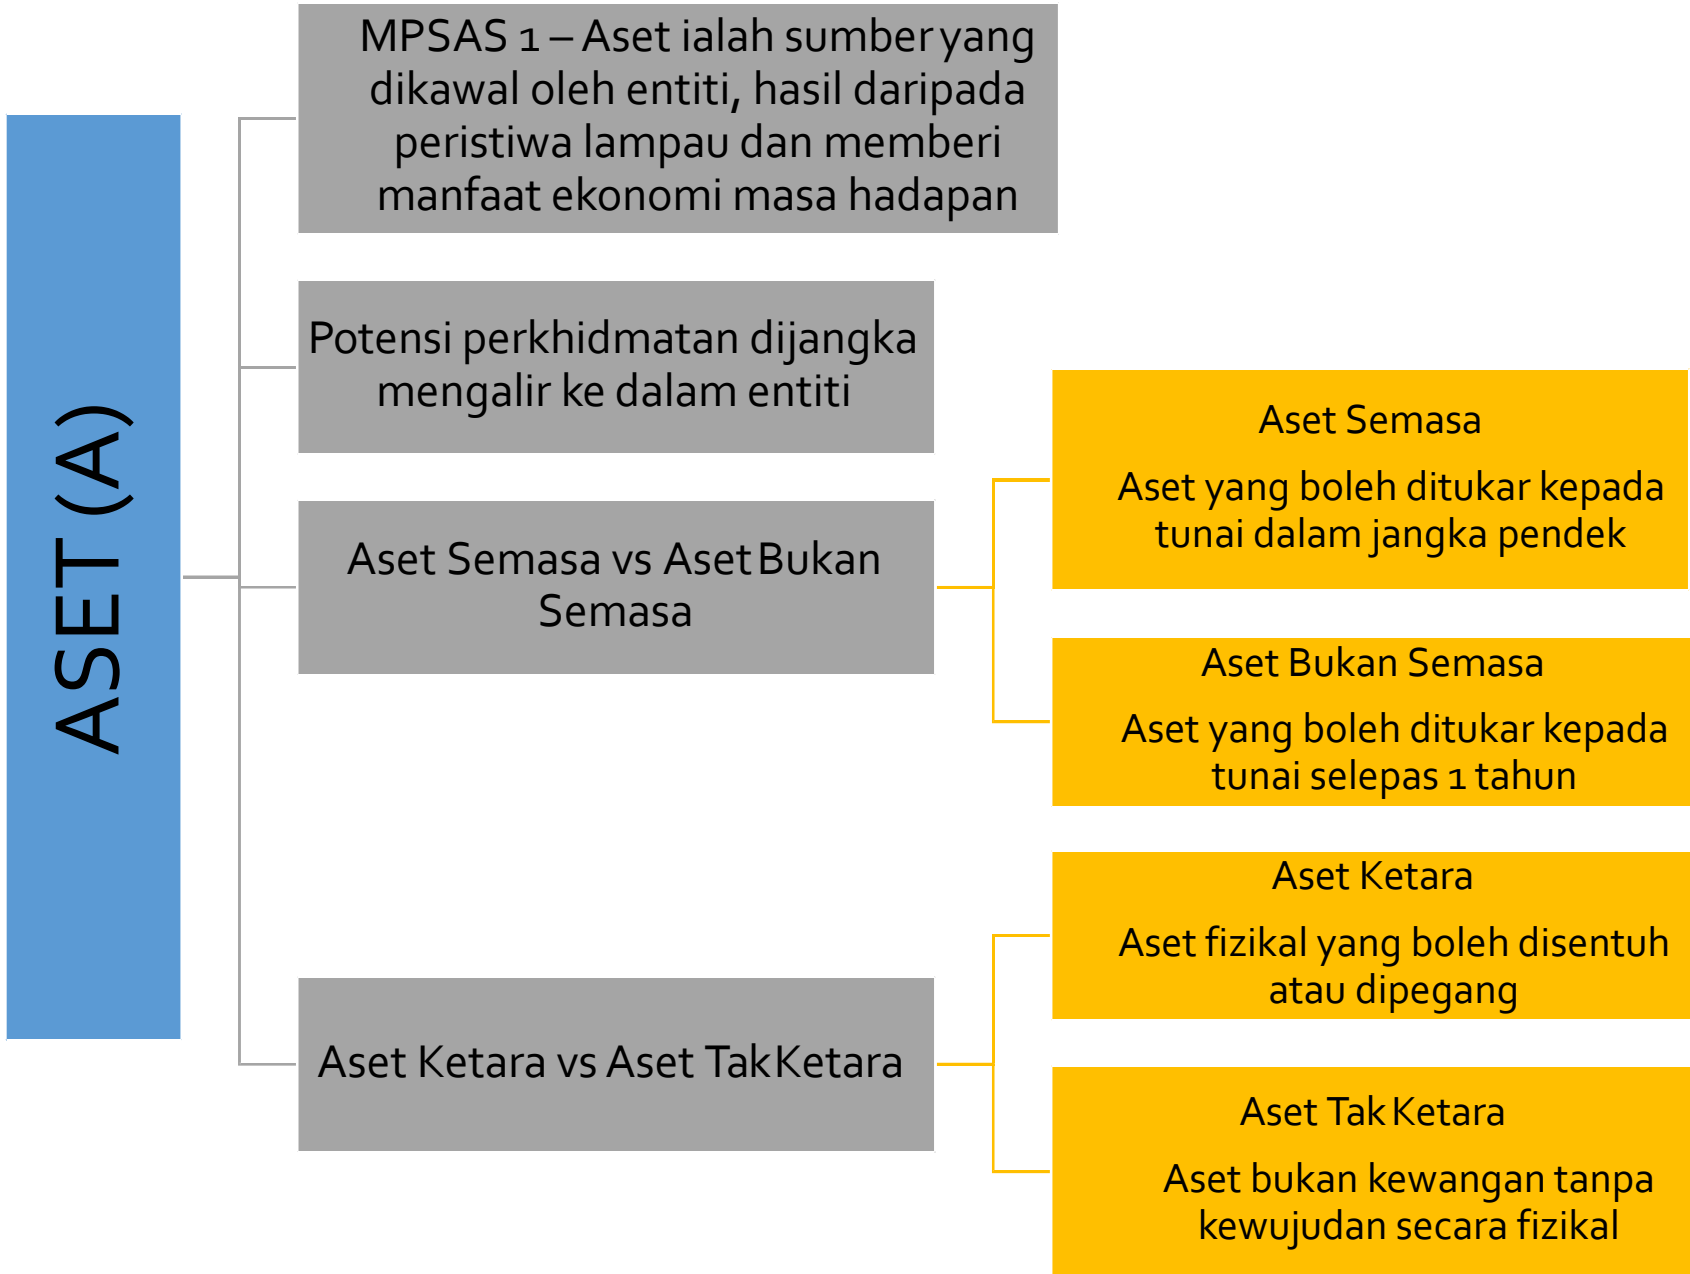 ASET (A)
MPSAS 1 – Aset ialah sumber yang
dikawal oleh entiti, hasil daripada
peristiwa lampau dan memberi
manfaat ekonomi masa hadapan
Potensi perkhidmatan dijangka
mengalir ke dalam entiti
Aset Semasa vs Aset Bukan
Semasa
Aset Semasa
Aset yang boleh ditukar kepada
tunai dalam jangka pendek
Aset Bukan Semasa
Aset yang boleh ditukar kepada
tunai selepas 1 tahun
Aset Ketara vs Aset Tak Ketara
Aset Ketara
Aset fizikal yang boleh disentuh
atau dipegang
Aset Tak Ketara
Aset bukan kewangan tanpa
kewujudan secara fizikal